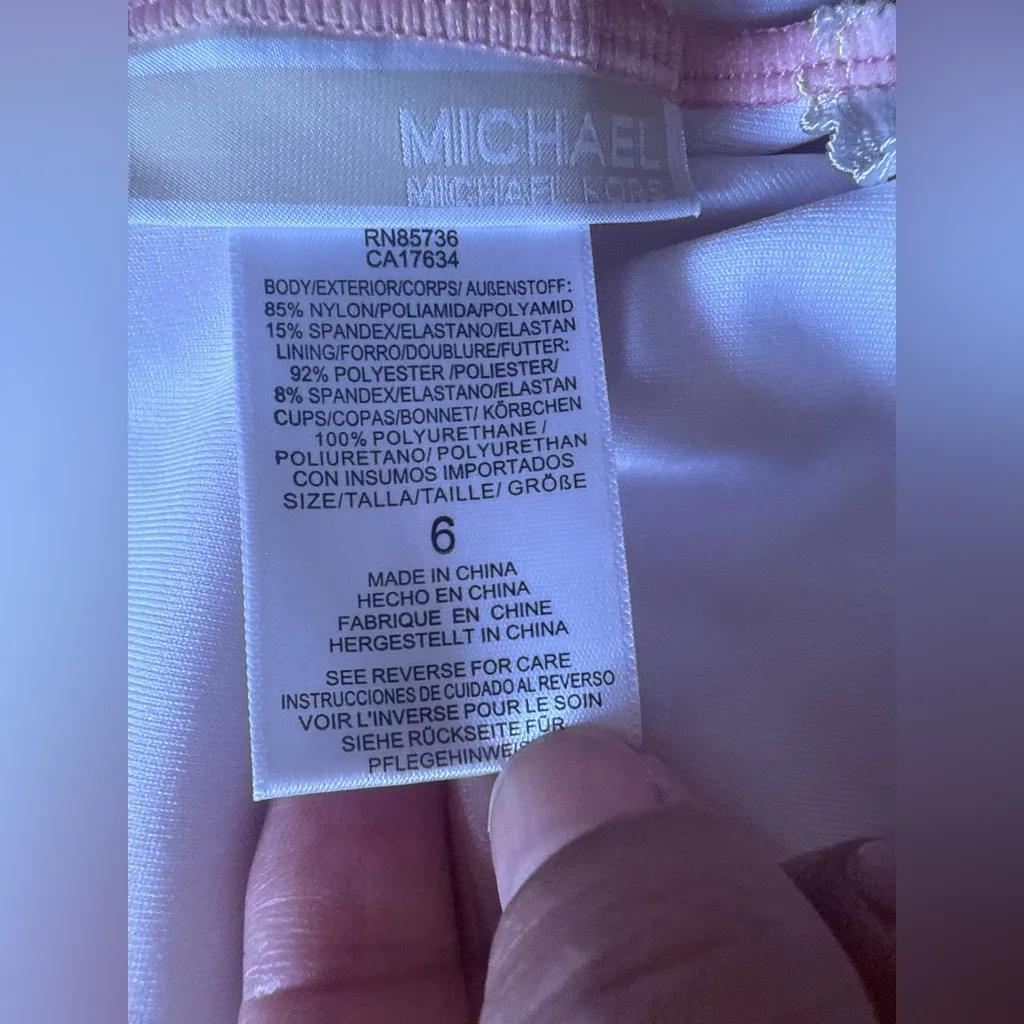 MICHAEL
MICHAEL KORS
RN85736
CA17634
BODY/EXTERIOR/CORPS/ AUßENSTOFF:
85% NYLON/POLIAMIDA/POLYAMID
15% SPANDEX/ELASTANO/ELASTAN
LINING/FORRO/DOUBLURE/FUTTER:
92% POLYESTER /POLIESTER/
8% SPANDEX/ELASTANO/ELASTAN
CUPS/COPAS/BONNET/ KÖRBCHEN
100% POLYURETHANE /
POLIURETANO/ POLYURETHAN
CON INSUMOS IMPORTADOS
SIZE/TALLA/TAILLE/ GRÖßE
6
MADE IN CHINA
HECHO EN CHINA
FABRIQUE EN CHINE
HERGESTELLT IN CHINA
SEE REVERSE FOR CARE
INSTRUCCIONES DE CUIDADO AL REVERSO
VOIR L'INVERSE POUR LE SOIN
SIEHE RÜCKSEITE FÜR